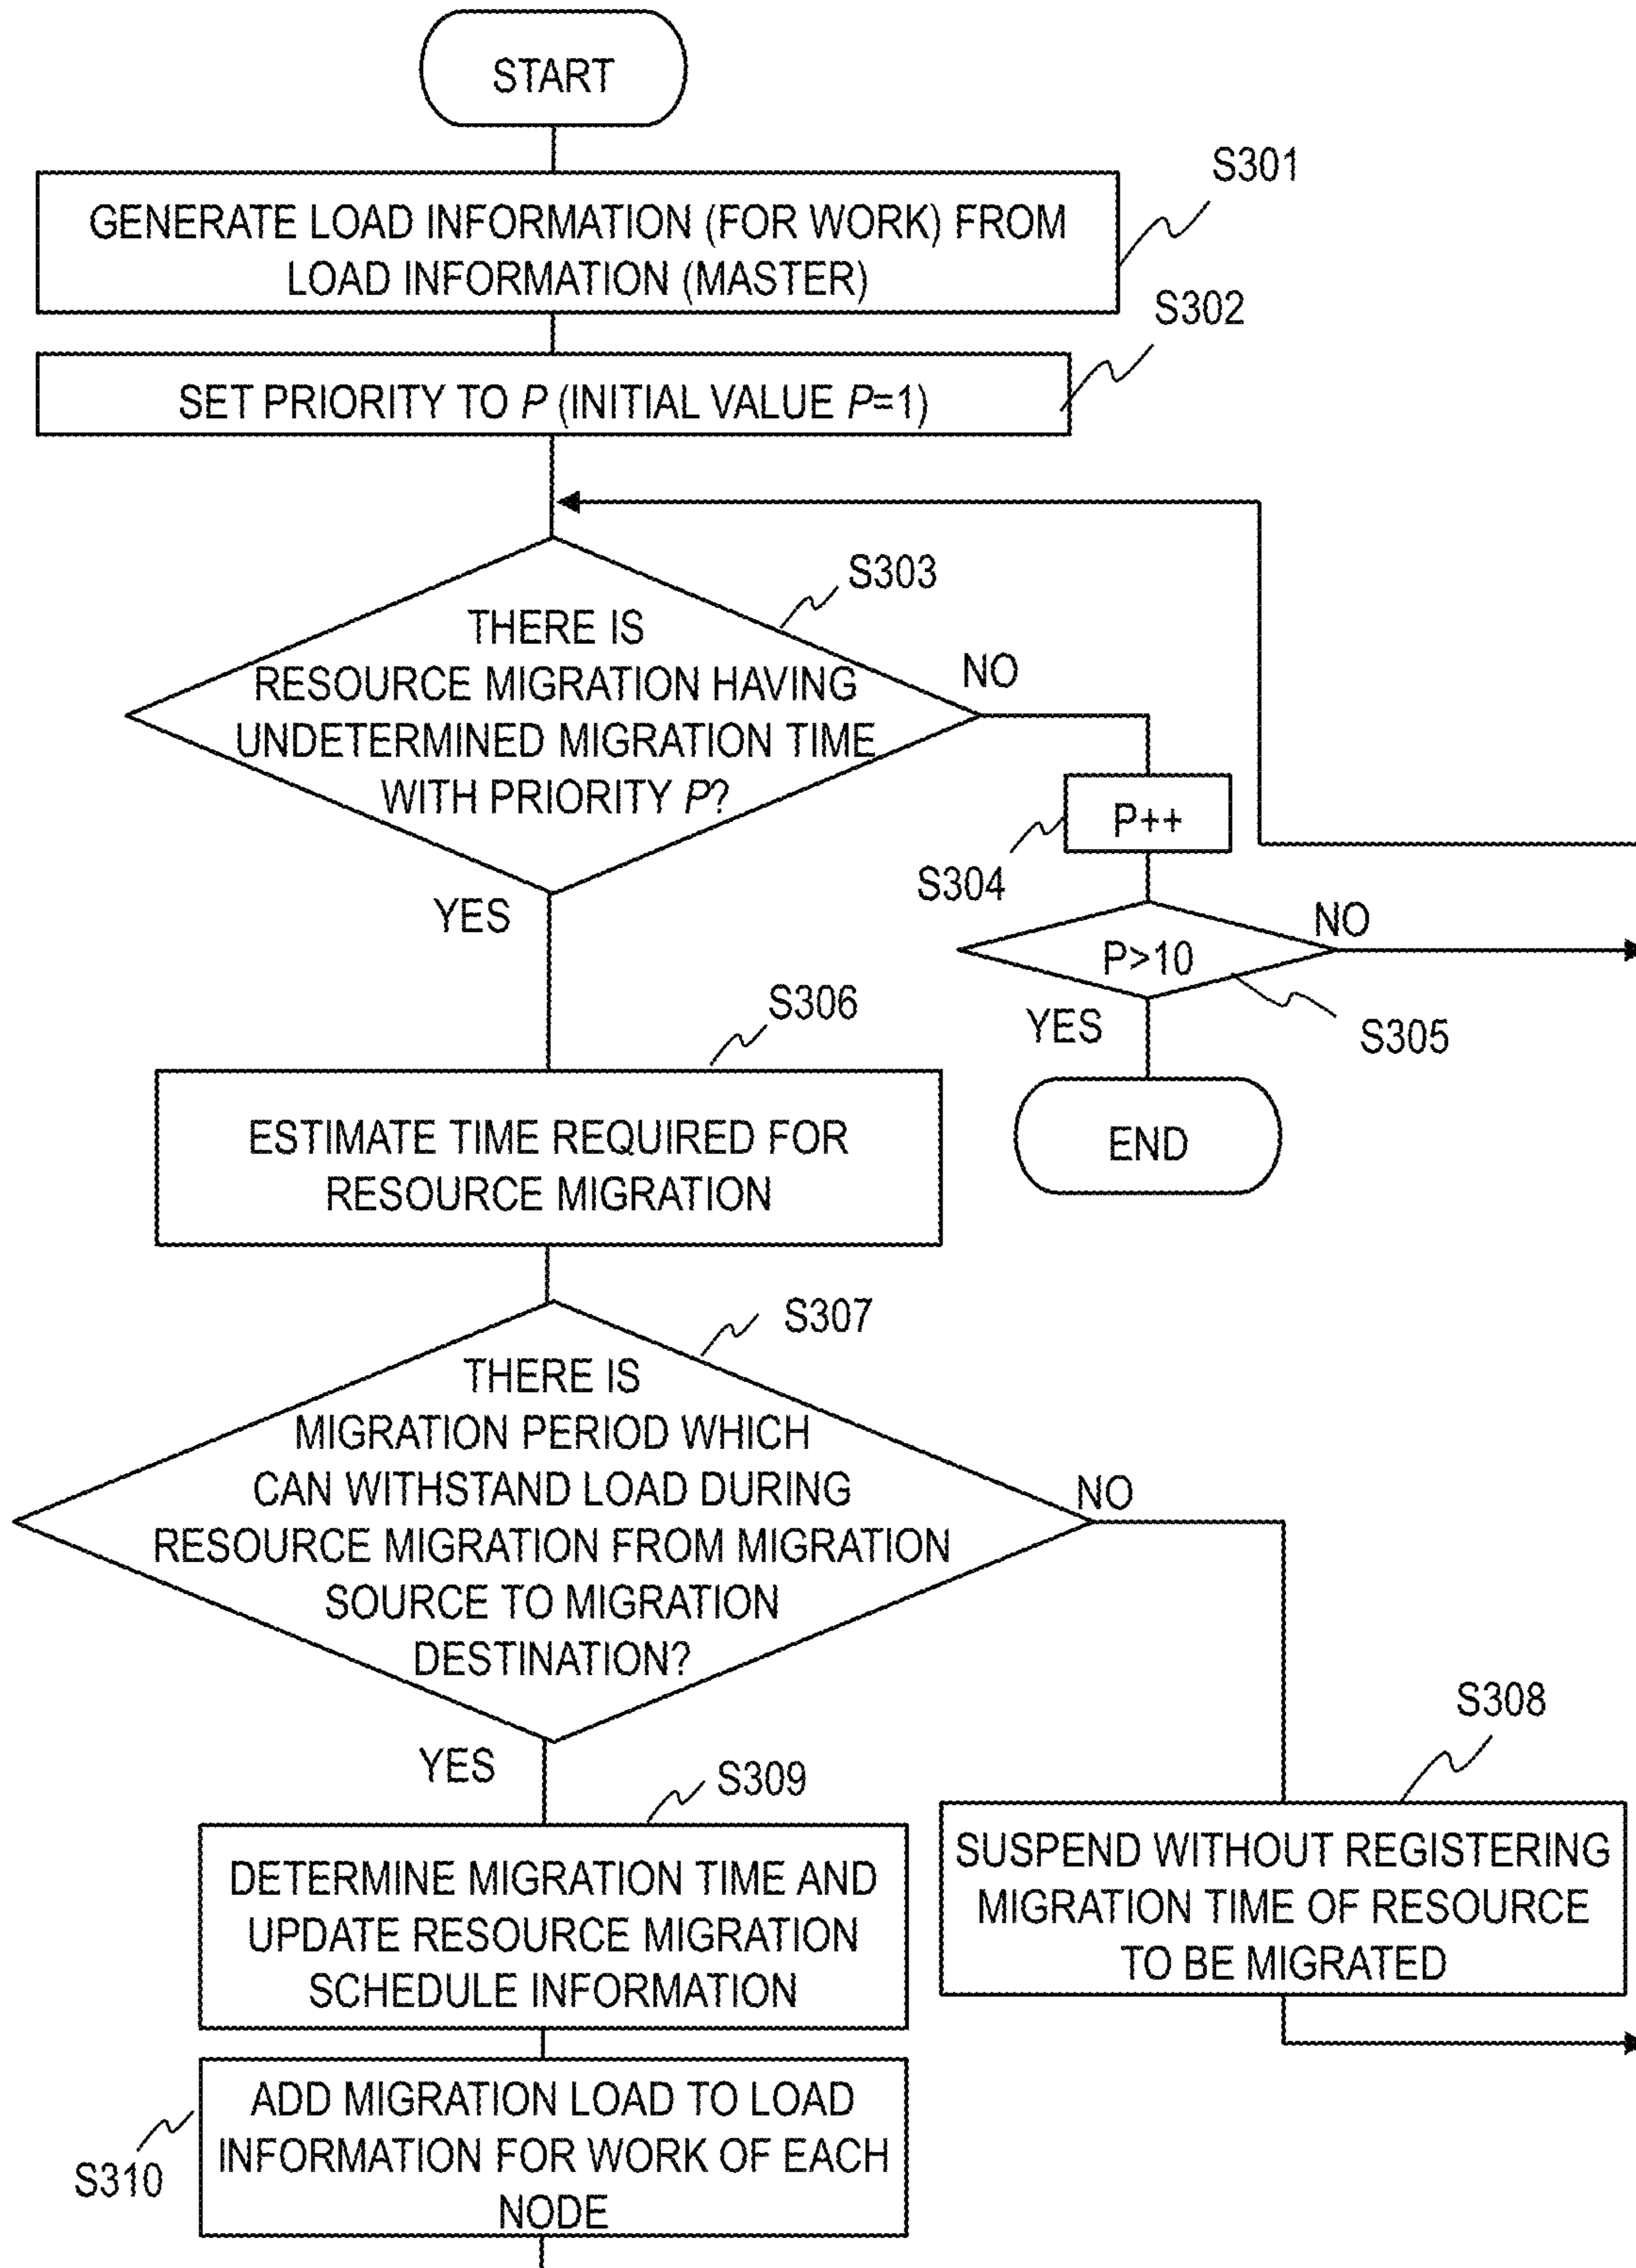 START
S301
GENERATE LOAD INFORMATION (FOR WORK) FROM
LOAD INFORMATION (MASTER)
S302
SET PRIORITY TO P (INITIAL VALUE P=1)
S303
THERE IS
RESOURCE MIGRATION HAVING
UNDETERMINED MIGRATION TIME
WITH PRIORITY P?
NO
P++
S304
YES
NO
P>10
S305
YES
END
S306
ESTIMATE TIME REQUIRED FOR
RESOURCE MIGRATION
S307
THERE IS
MIGRATION PERIOD WHICH
CAN WITHSTAND LOAD DURING
RESOURCE MIGRATION FROM MIGRATION
SOURCE TO MIGRATION
DESTINATION?
NO
S308
SUSPEND WITHOUT REGISTERING
MIGRATION TIME OF RESOURCE
TO BE MIGRATED
YES
S309
DETERMINE MIGRATION TIME AND
UPDATE RESOURCE MIGRATION
SCHEDULE INFORMATION
ADD MIGRATION LOAD TO LOAD
INFORMATION FOR WORK OF EACH
NODE
S310